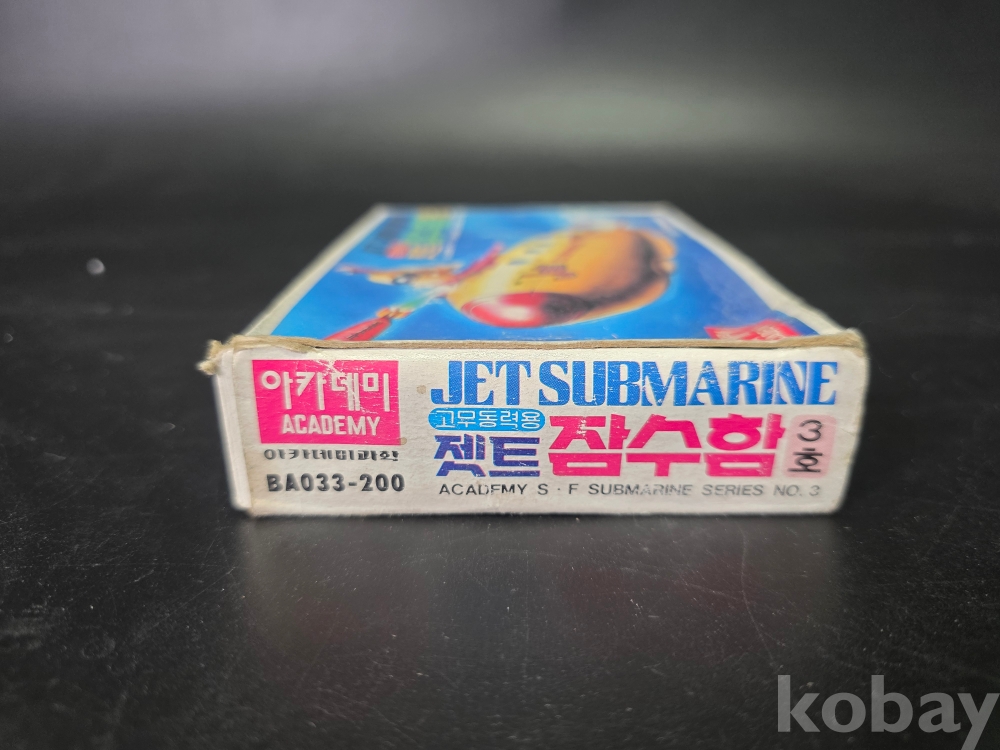 아카데미
ACADEMY
아카데미과학
BA033-200
JET SUBMARINE
고무동력용
젯트 잠수함 3호
ACADEMY S · F SUBMARINE SERIES NO. 3
kobay